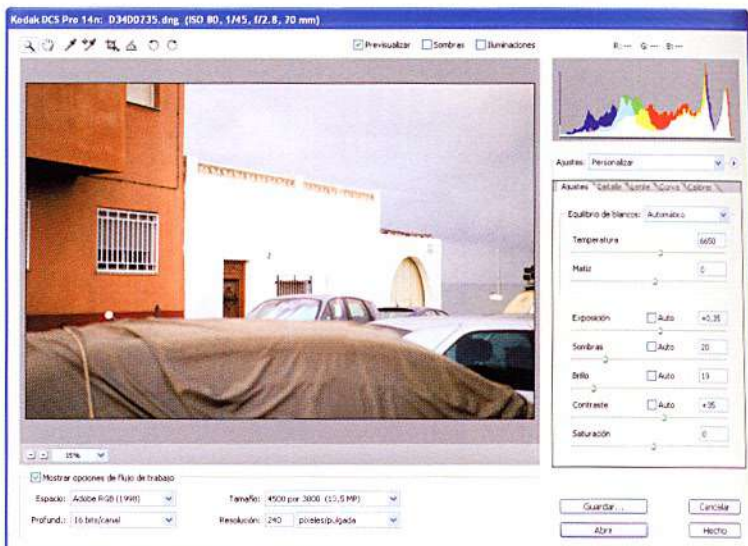 Kodak DCS Pro 14n: D34D0735.dng (ISO 80, 1/45, f/2.8, 70 mm)
Previsualizar Sombras Iluminaciones
R: --- G: --- B: ---
Ajustes: Personalizar
Ajustes Detalle Lente Curva Calibrar
Equilibrio de blancos: Automático
Temperatura 6650
Matiz 0
Exposición Auto +0,35
Sombras Auto 20
Brillo Auto 19
Contraste Auto +35
Saturación 0
15%
Mostrar opciones de flujo de trabajo
Espacio: Adobe RGB (1998) Tamaño: 4500 por 3000 (13,5 MP)
Profund.: 16 bits/canal Resolución: 240 píxeles/pulgada
Guardar... Cancelar
Abrir Hecho